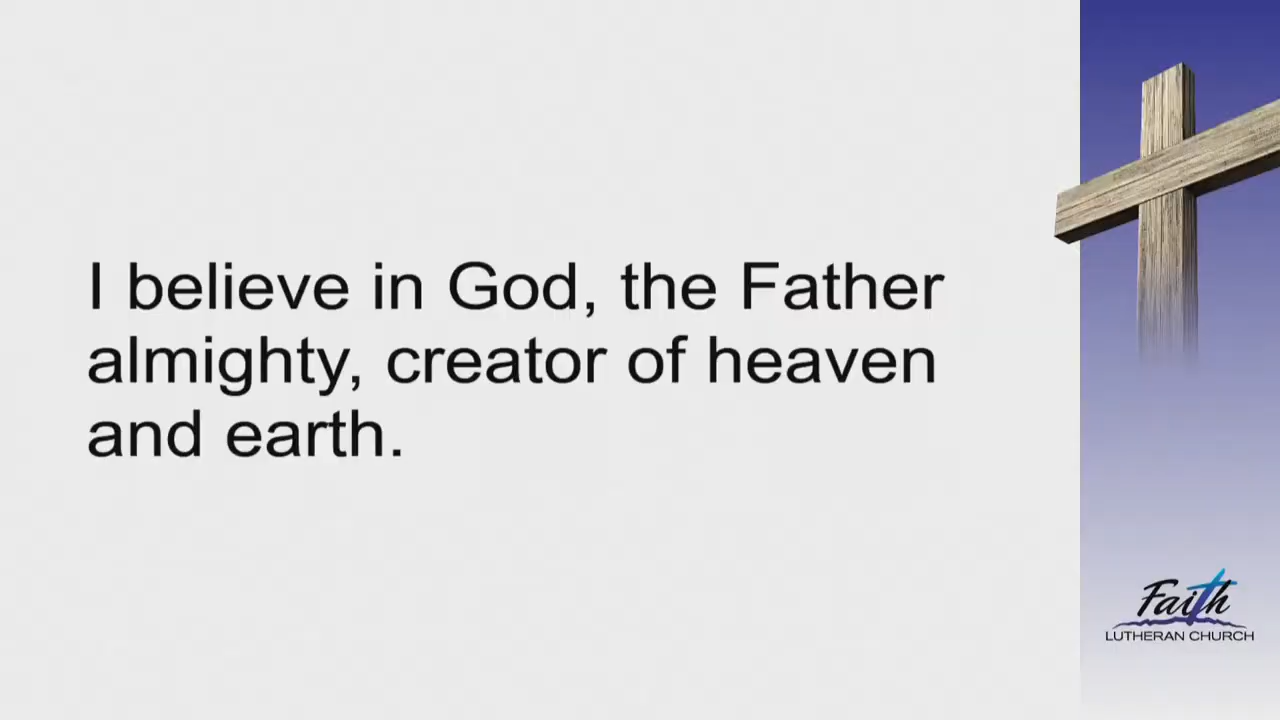 I believe in God, the Father
almighty, creator of heaven
and earth.
Faith
LUTHERAN CHURCH